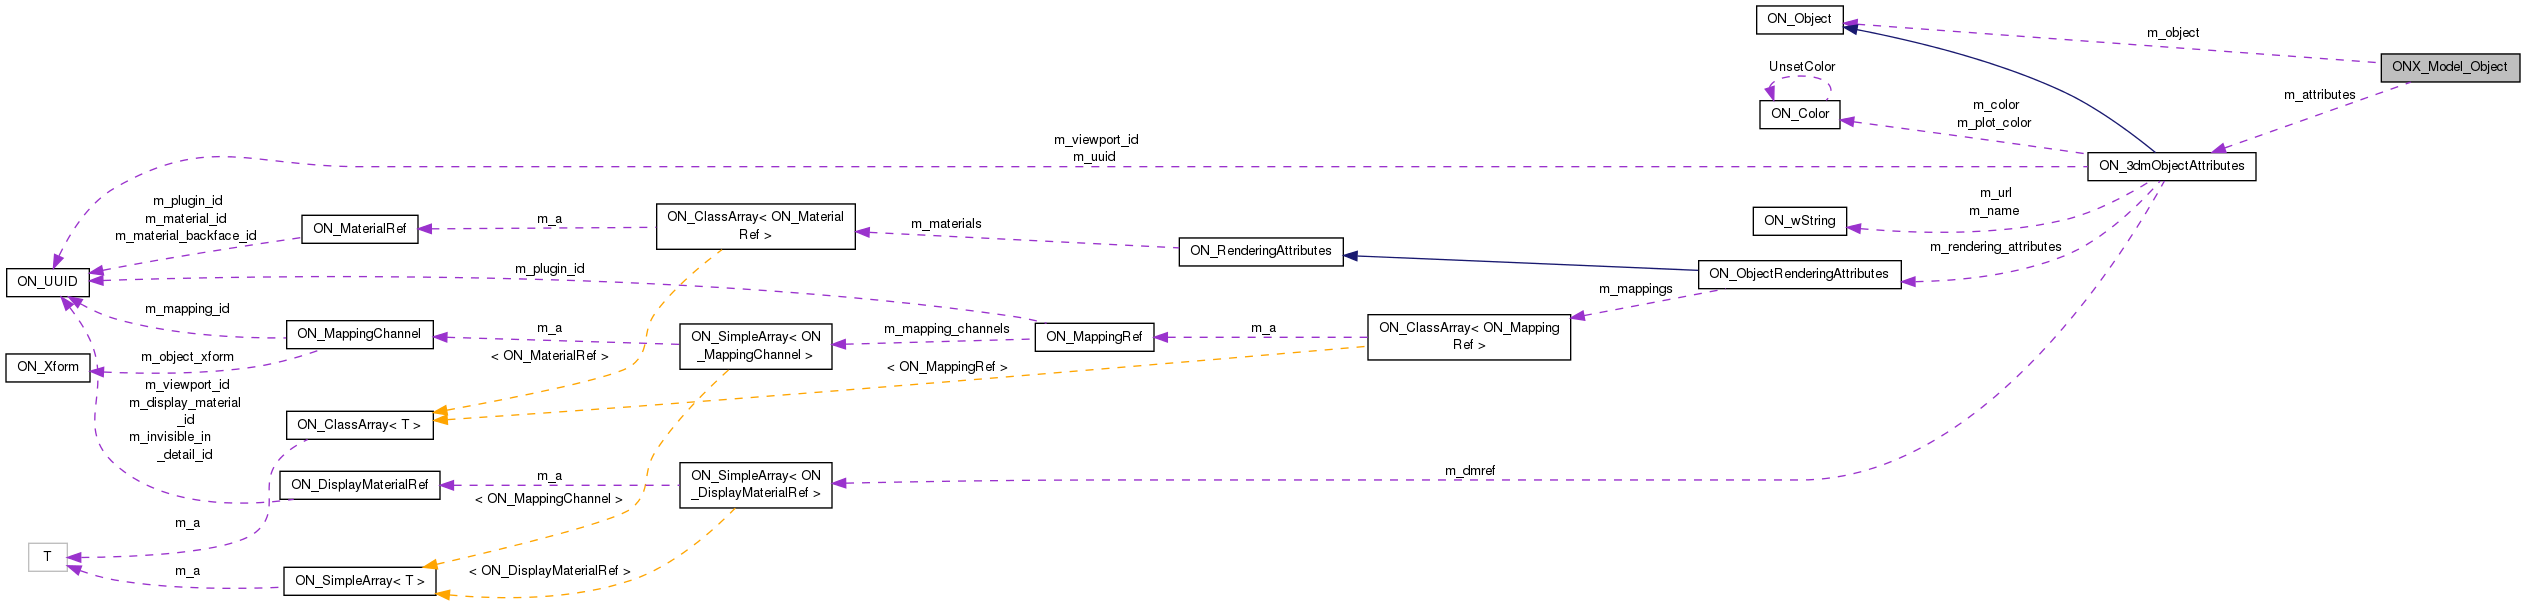 ON_Object
m_object
ONX_Model_Object
UnsetColor
ON_Color
m_color
m_plot_color
m_attributes
m_viewport_id
m_uuid
ON_3dmObjectAttributes
m_url
m_name
ON_wString
m_rendering_attributes
m_plugin_id
m_material_id
m_material_backface_id
ON_MaterialRef
m_a
ON_ClassArray< ON_Material
Ref >
m_materials
ON_RenderingAttributes
ON_ObjectRenderingAttributes
ON_UUID
m_plugin_id
m_mappings
m_mapping_id
ON_MappingChannel
m_a
ON_SimpleArray< ON
_MappingChannel >
m_mapping_channels
ON_MappingRef
m_a
ON_ClassArray< ON_Mapping
Ref >
m_object_xform
ON_Xform
< ON_MaterialRef >
< ON_MappingRef >
m_viewport_id
m_display_material
_id
m_invisible_in
_detail_id
ON_ClassArray< T >
ON_DisplayMaterialRef
m_a
ON_SimpleArray< ON
_DisplayMaterialRef >
m_dmref
< ON_MappingChannel >
m_a
T
m_a
ON_SimpleArray< T >
< ON_DisplayMaterialRef >